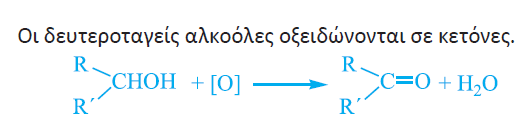 Οι δευτεροταγείς αλκοόλες οξειδώνονται σε κετόνες.
R R
CHOH + [O] C=O + H₂O
R´ R´